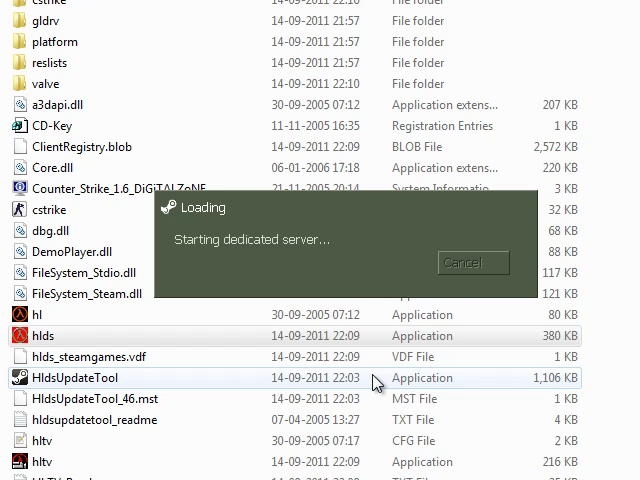 cstrike 14-09-2011 22:10 File folder
gldrv 14-09-2011 21:57 File folder
platform 14-09-2011 21:57 File folder
reslists 14-09-2011 21:57 File folder
valve 14-09-2011 22:10 File folder
a3dapi.dll 30-09-2005 07:12 Application extens... 207 KB
CD-Key 11-11-2005 16:35 Registration Entries 1 KB
ClientRegistry.blob 14-09-2011 22:09 BLOB File 2,572 KB
Core.dll 06-01-2006 17:18 Application extens... 220 KB
Counter_Strike_1.6_DiGiTALZoNE 21-11-2005 20:14 System Informatio... 3 KB
cstrike 32 KB
dbg.dll 68 KB
DemoPlayer.dll 88 KB
FileSystem_Stdio.dll 117 KB
FileSystem_Steam.dll 121 KB
Loading
Starting dedicated server...
Cancel
hl 30-09-2005 07:12 Application 80 KB
hlds 14-09-2011 22:09 Application 380 KB
hlds_steamgames.vdf 14-09-2011 22:09 VDF File 1 KB
HldsUpdateTool 14-09-2011 22:03 Application 1,106 KB
HldsUpdateTool_46.mst 14-09-2011 22:03 MST File 1 KB
hldsupdatetool_readme 07-04-2005 13:27 TXT File 4 KB
hltv 30-09-2005 07:17 CFG File 2 KB
hltv 14-09-2011 22:09 Application 216 KB